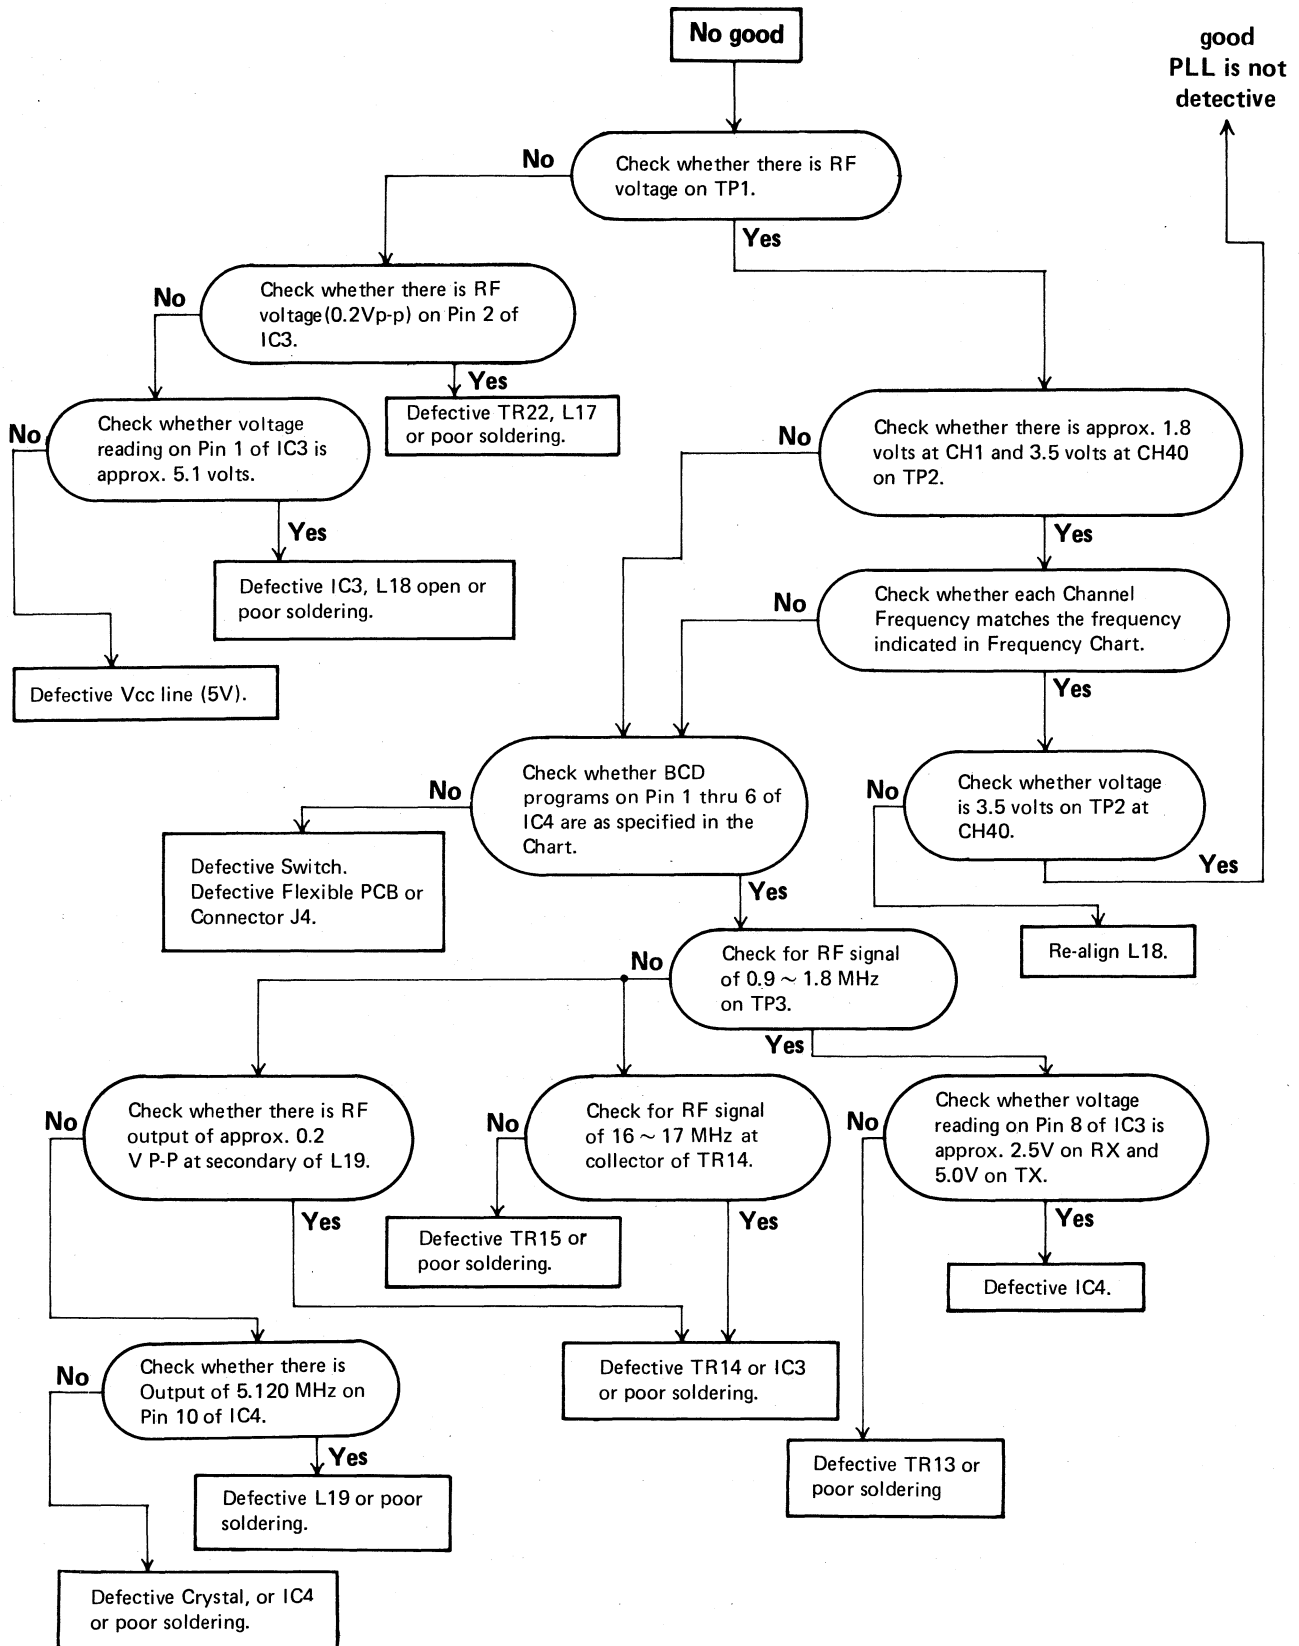 No good
good
PLL is not
detective
No
Check whether there is RF
voltage on TP1.
Yes
No
Check whether there is RF
voltage(0.2Vp-p) on Pin 2 of
IC3.
Yes
Defective TR22, L17
or poor soldering.
No
Check whether voltage
reading on Pin 1 of IC3 is
approx. 5.1 volts.
Yes
Defective IC3, L18 open or
poor soldering.
Defective Vcc line (5V).
No
Check whether there is approx. 1.8
volts at CH1 and 3.5 volts at CH40
on TP2.
Yes
No
Check whether each Channel
Frequency matches the frequency
indicated in Frequency Chart.
Yes
No
Check whether voltage
is 3.5 volts on TP2 at
CH40.
Yes
Re-align L18.
No
Check whether BCD
programs on Pin 1 thru 6 of
IC4 are as specified in the
Chart.
Yes
Defective Switch.
Defective Flexible PCB or
Connector J4.
No
Check for RF signal
of 0.9 ~ 1.8 MHz
on TP3.
Yes
No
Check whether there is RF
output of approx. 0.2
V P-P at secondary of L19.
Yes
No
Check for RF signal
of 16 ~ 17 MHz at
collector of TR14.
Yes
Defective TR15 or
poor soldering.
No
Check whether voltage
reading on Pin 8 of IC3 is
approx. 2.5V on RX and
5.0V on TX.
Yes
Defective IC4.
No
Check whether there is
Output of 5.120 MHz on
Pin 10 of IC4.
Yes
Defective TR14 or IC3
or poor soldering.
Defective TR13 or
poor soldering
Defective L19 or poor
soldering.
Defective Crystal, or IC4
or poor soldering.